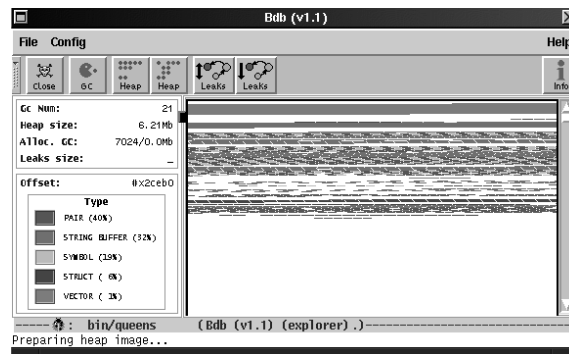 Bdb (v1.1)
File Config Help
Close GC Heap Heap Leaks Leaks Info
Gc Num: 21
Heap size: 6.21Mb
Alloc. GC: 7024/0.0Mb
Leaks size: _
Offset: #x2ceb0
Type
PAIR (40%)
STRING BUFFER (32%)
SYMBOL (19%)
STRUCT ( 6%)
VECTOR ( 1%)
----- : bin/queens (Bdb (v1.1) (explorer).)-----------------------------
Preparing heap image...